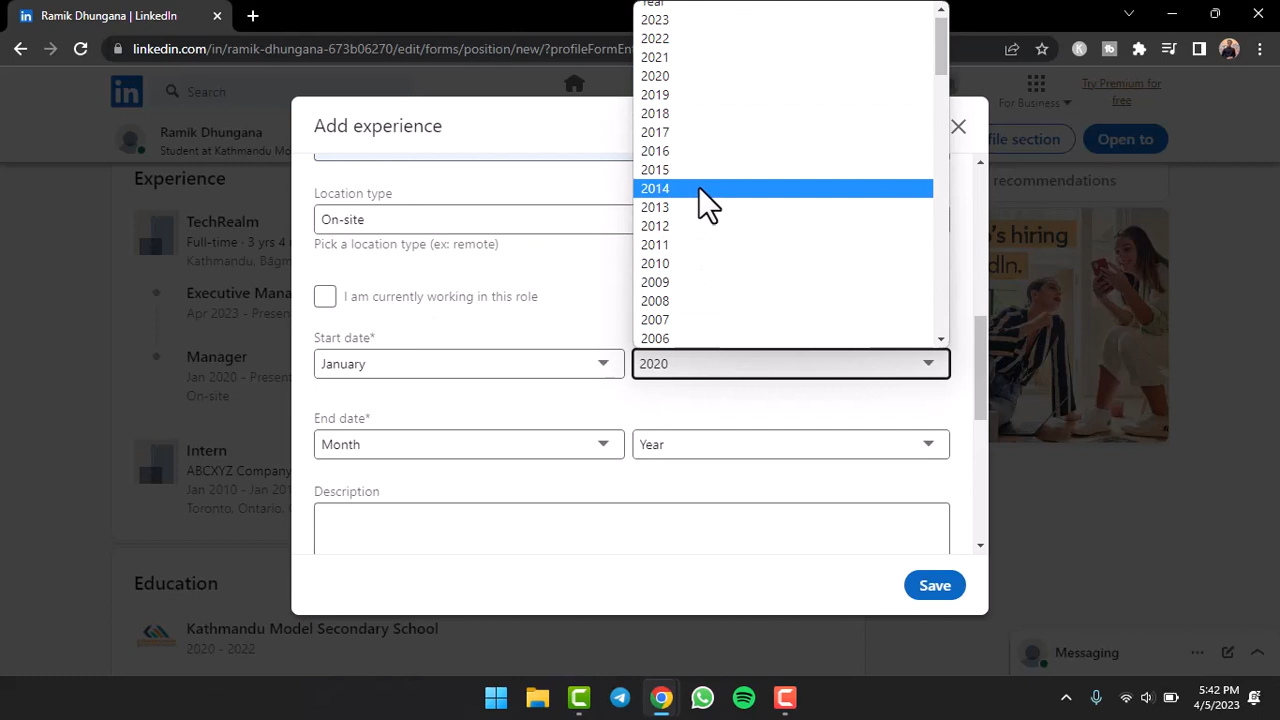 Ramik Dhungana | LinkedIn
linkedin.com/in/ramik-dhungana-673b06270/edit/forms/position/new/?profileFormEn
Search
For Business
Try Premium for
free
Ramik Dhungana
Student at Kathmandu Mo
file section
Open to
Experience
TechRealm
Full-time · 3 yrs 4
Kathmandu, Bāgm
Executive Mana
Apr 2023 - Presen
Manager
Jan 2020 - Present
On-site
Intern
ABCXYZ Company
Jan 2010 - Jan 201
Toronto, Ontario,
Education
Kathmandu Model Secondary School
2020 - 2022
recommendations
o's hiring
edIn.
Add experience
Location type
On-site
Pick a location type (ex: remote)
I am currently working in this role
Start date*
January
2020
Year
2023
2022
2021
2020
2019
2018
2017
2016
2015
2014
2013
2012
2011
2010
2009
2008
2007
2006
End date*
Month
Year
Description
Save
Messaging
5:42 PM
4/25/2023